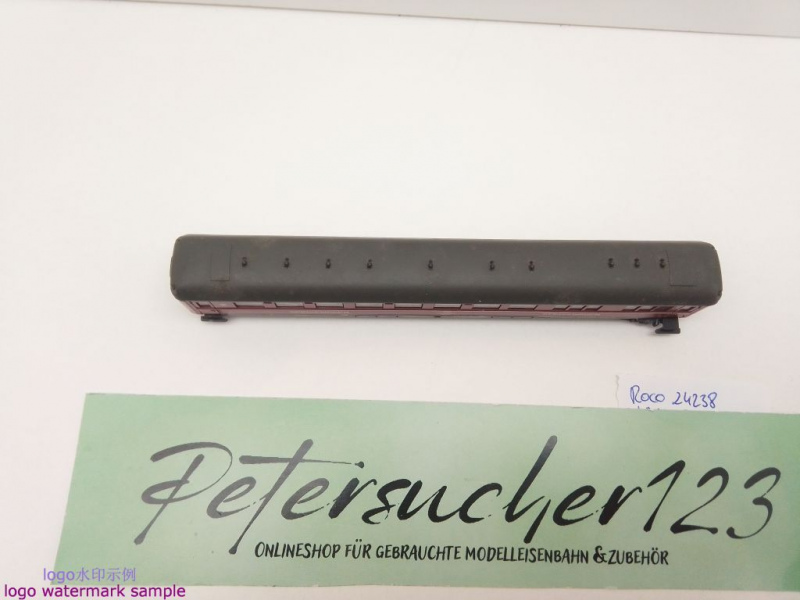 Roco 24238
Petersucher123
ONLINESHOP FÜR GEBRAUCHTE MODELLEISENBAHN & ZUBEHÖR
logo水印示例
logo watermark sample